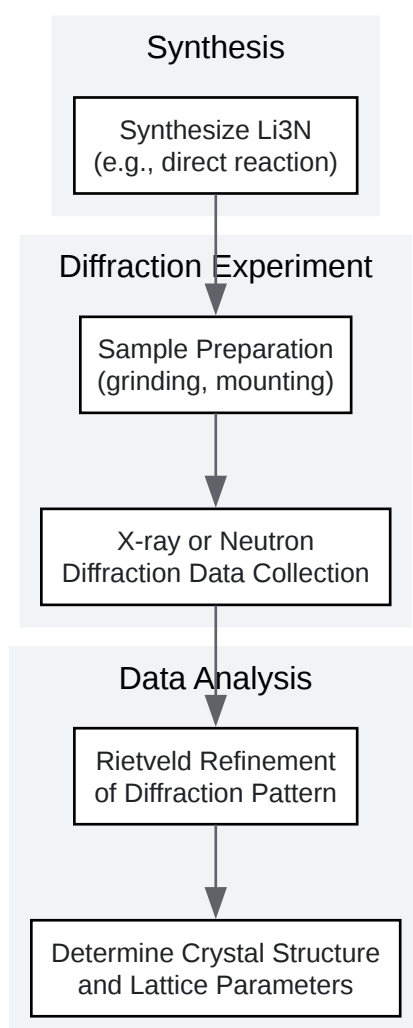 Synthesis
Synthesize Li3N
(e.g., direct reaction)
Diffraction Experiment
Sample Preparation
(grinding, mounting)
X-ray or Neutron
Diffraction Data Collection
Data Analysis
Rietveld Refinement
of Diffraction Pattern
Determine Crystal Structure
and Lattice Parameters